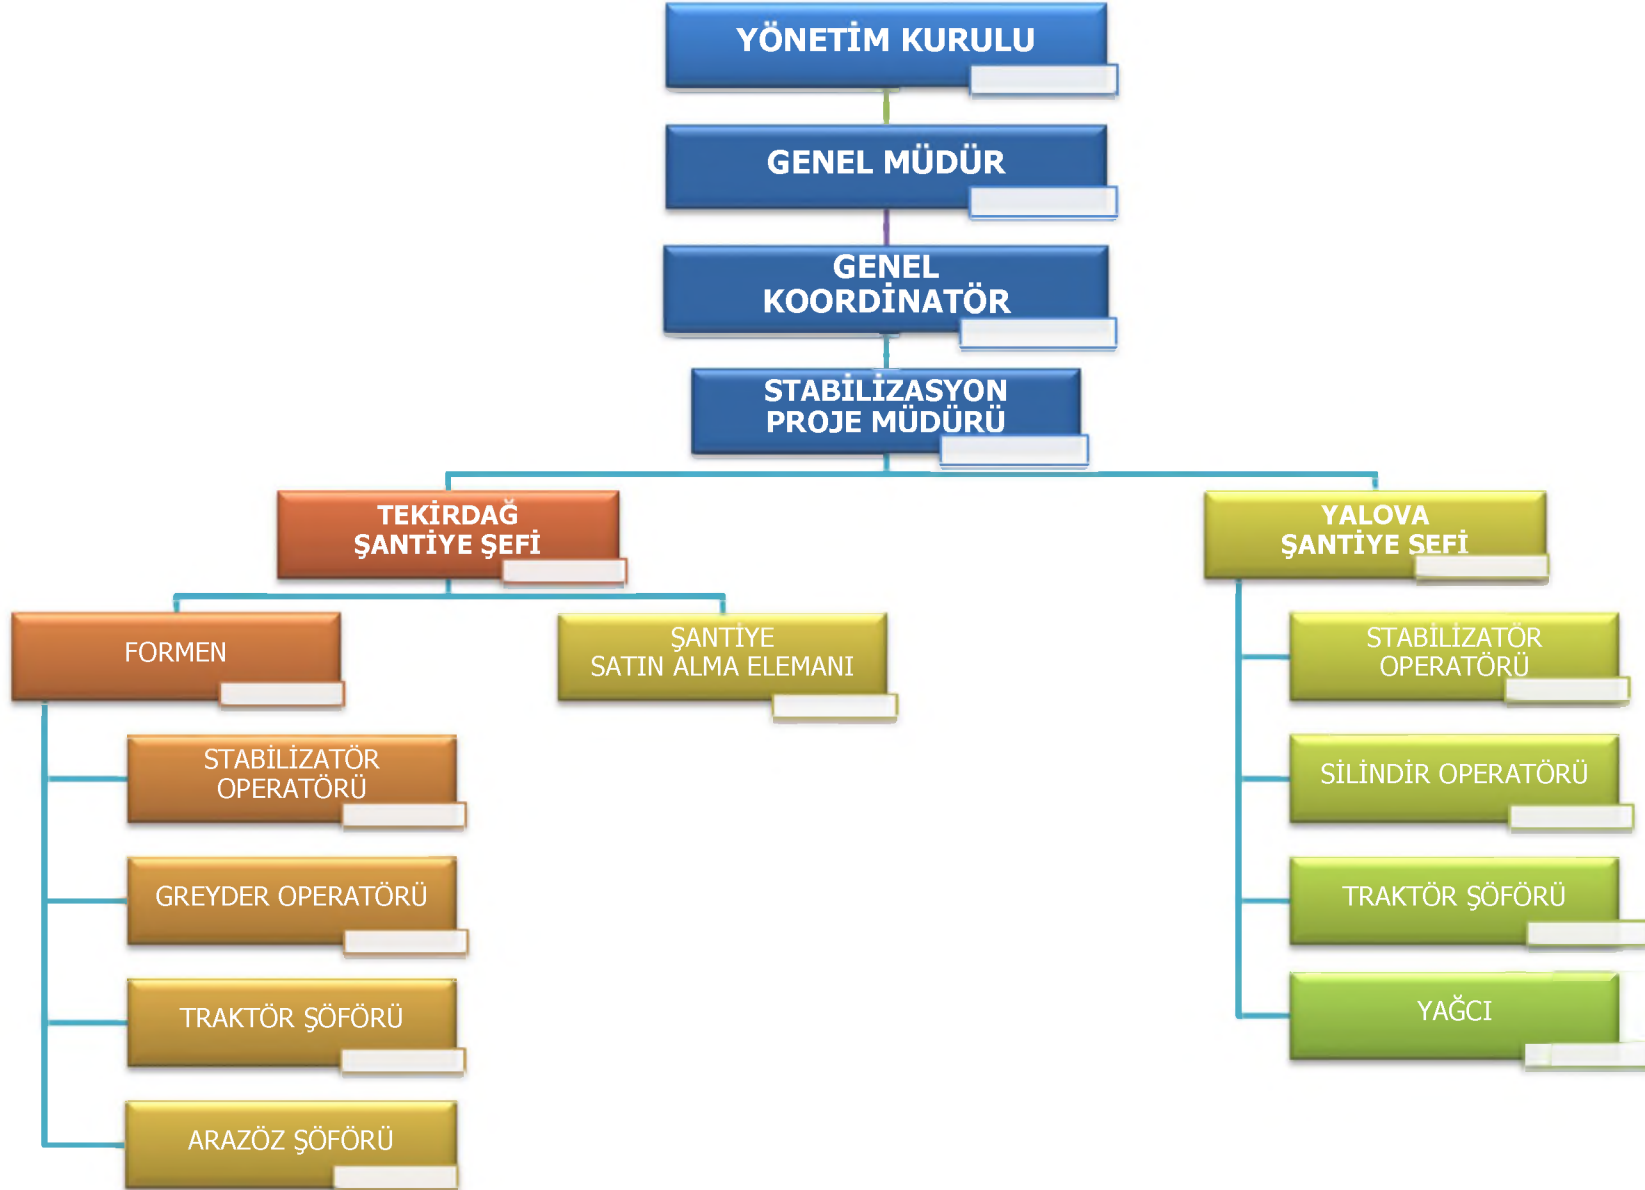 YÖNETİM KURULU
GENEL MÜDÜR
GENEL
KOORDİNATÖR
STABİLİZASYON
PROJE MÜDÜRÜ
TEKİRDAĞ
ŞANTİYE ŞEFİ
YALOVA
ŞANTİYE SEFİ
FORMEN
ŞANTİYE
SATIN ALMA ELEMANI
STABİLİZATÖR
OPERATÖRÜ
GREYDER OPERATÖRÜ
TRAKTÖR ŞÖFÖRÜ
ARAZÖZ ŞÖFÖRÜ
STABİLİZATÖR
OPERATÖRÜ
SİLİNDİR OPERATÖRÜ
TRAKTÖR ŞÖFÖRÜ
YAĞCI